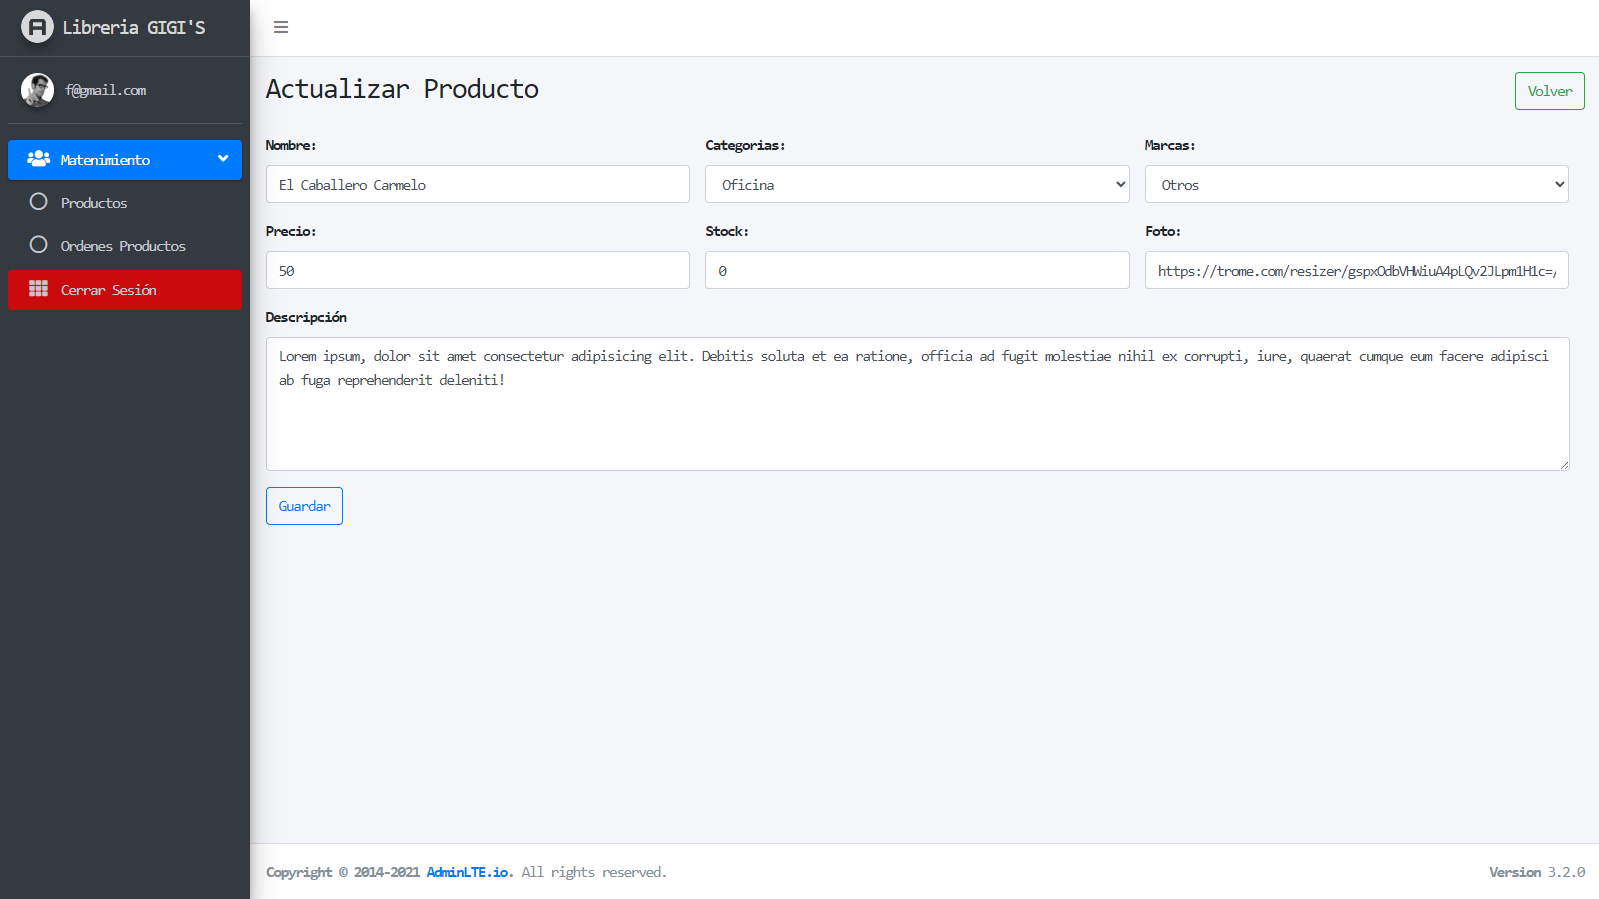 Libreria GIGI'S
f@gmail.com
Matenimiento
Productos
Ordenes Productos
Cerrar Sesión
Actualizar Producto
Volver
Nombre:
Categorias:
Marcas:
El Caballero Carmelo
Oficina
Otros
Precio:
Stock:
Foto:
50
0
https://trome.com/resizer/gspxOdbVHWiuA4pLQv2JLpm1H1c=/
Descripción
Lorem ipsum, dolor sit amet consectetur adipisicing elit. Debitis soluta et ea ratione, officia ad fugit molestiae nihil ex corrupti, iure, quaerat cumque eum facere adipisci
ab fuga reprehenderit deleniti!
Guardar
Copyright © 2014-2021 AdminLTE.io. All rights reserved.
Version 3.2.0